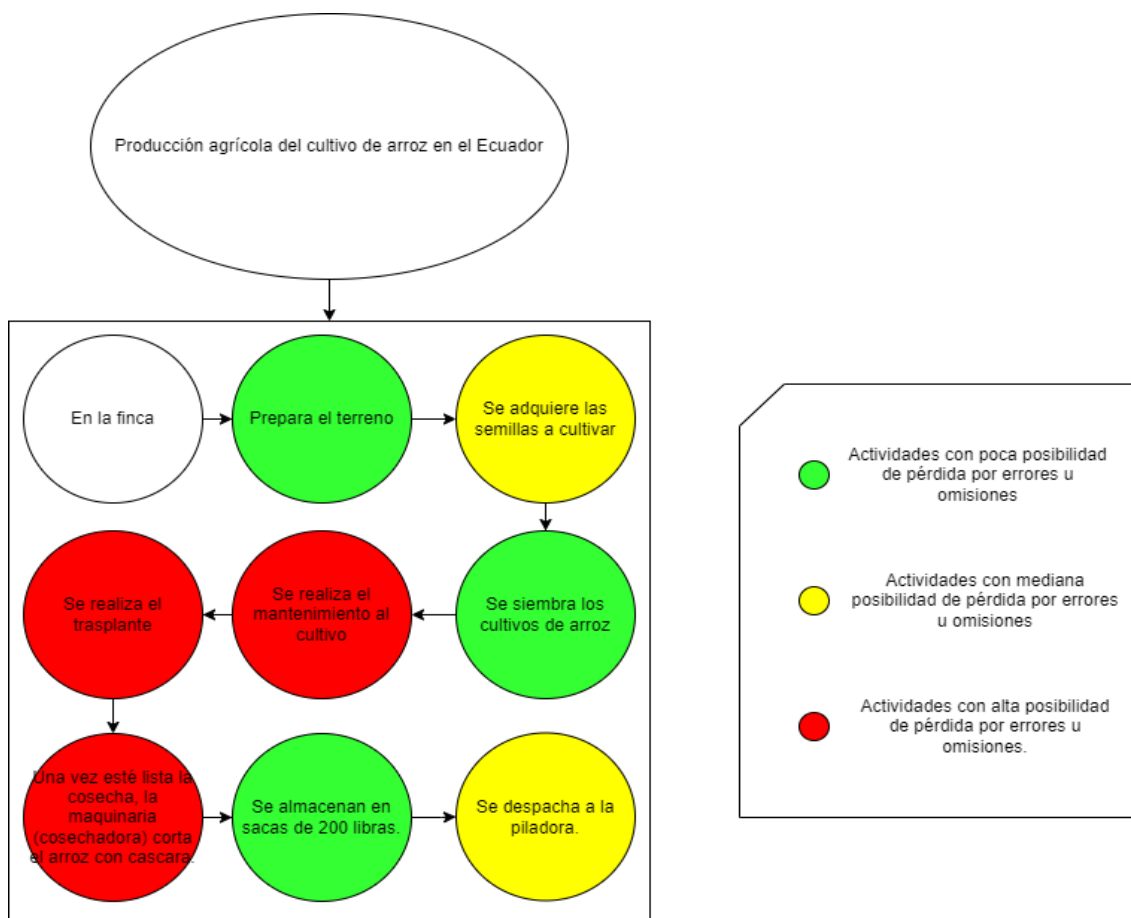 Producción agrícola del cultivo de arroz en el Ecuador
En la finca
Prepara el terreno
Se adquiere las
semillas a cultivar
Se realiza el
trasplante
Se realiza el
mantenimiento al
cultivo
Se siembra los
cultivos de arroz
Una vez esté lista la
cosecha, la
maquinaria
(cosechadora) corta
el arroz con cascara.
Se almacenan en
sacas de 200 libras.
Se despacha a la
piladora.
Actividades con poca posibilidad
de pérdida por errores u
omisiones
Actividades con mediana
posibilidad de pérdida por errores
u omisiones
Actividades con alta posibilidad
de pérdida por errores u
omisiones.